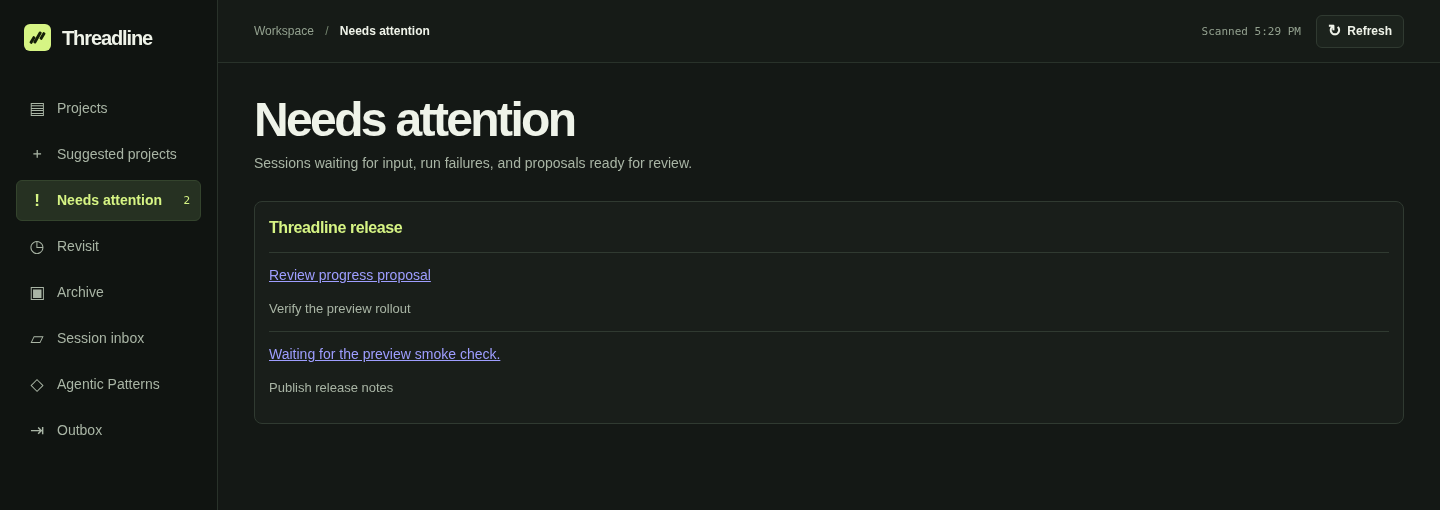 Threadline
Projects
+ Suggested projects
! Needs attention 2
Revisit
Archive
Session inbox
Agentic Patterns
Outbox
Workspace / Needs attention
Scanned 5:29 PM
↻ Refresh
Needs attention
Sessions waiting for input, run failures, and proposals ready for review.
Threadline release
Review progress proposal
Verify the preview rollout
Waiting for the preview smoke check.
Publish release notes